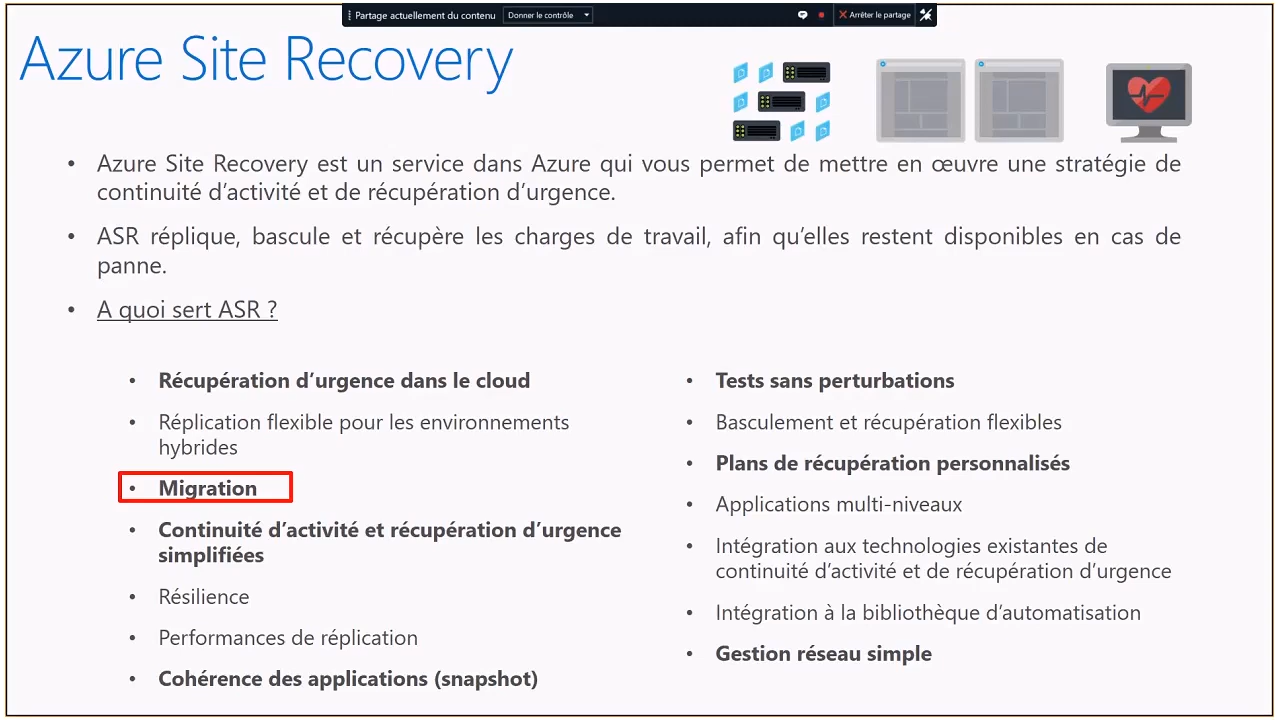 Partage actuellement du contenu
Donner le contrôle
Arrêter le partage
Azure Site Recovery
• Azure Site Recovery est un service dans Azure qui vous permet de mettre en œuvre une stratégie de
continuité d’activité et de récupération d’urgence.
• ASR réplique, bascule et récupère les charges de travail, afin qu’elles restent disponibles en cas de
panne.
• A quoi sert ASR ?
• Récupération d’urgence dans le cloud
• Réplication flexible pour les environnements
hybrides
• Migration
• Continuité d’activité et récupération d’urgence
simplifiées
• Résilience
• Performances de réplication
• Cohérence des applications (snapshot)
• Tests sans perturbations
• Basculement et récupération flexibles
• Plans de récupération personnalisés
• Applications multi-niveaux
• Intégration aux technologies existantes de
continuité d’activité et de récupération d’urgence
• Intégration à la bibliothèque d’automatisation
• Gestion réseau simple